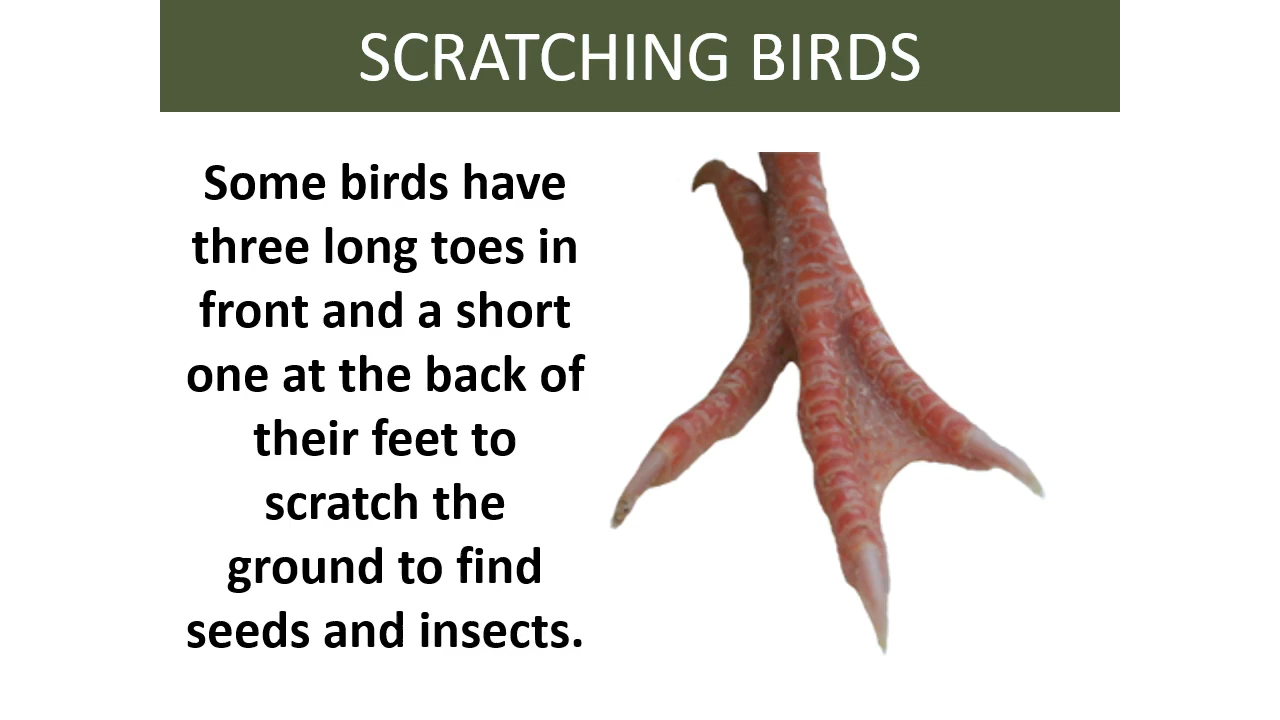 SCRATCHING BIRDS
Some birds have
three long toes in
front and a short
one at the back of
their feet to
scratch the
ground to find
seeds and insects.